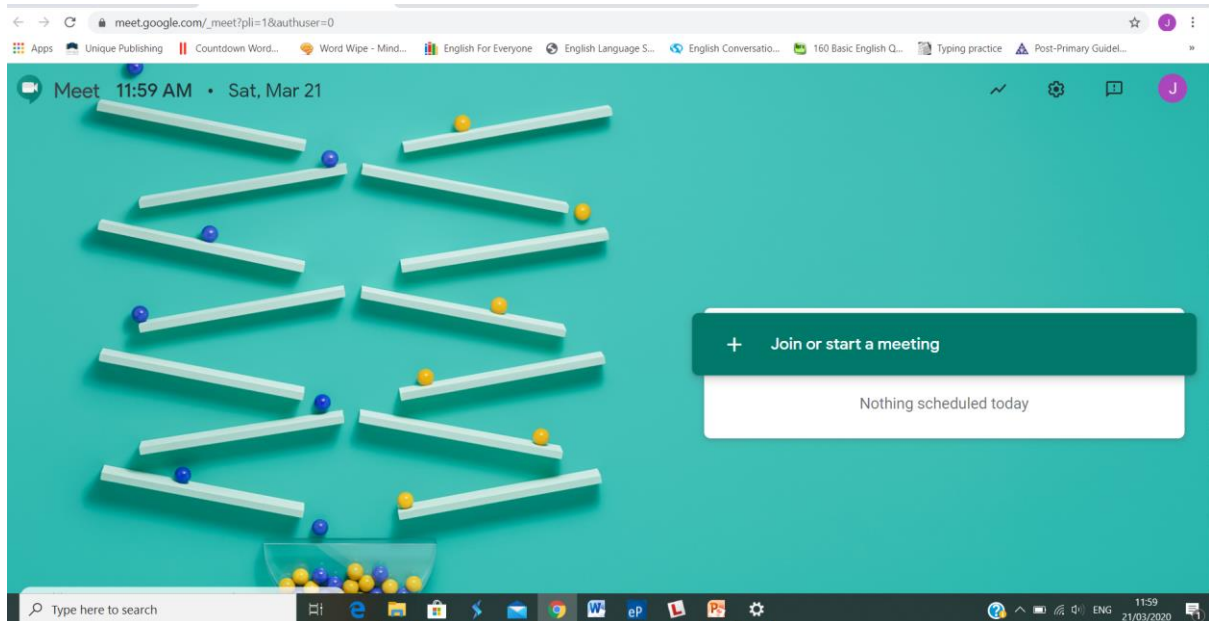 meet.google.com/_meet?pli=1&authuser=0
J
Apps Unique Publishing Countdown Word... Word Wipe - Mind... English For Everyone English Language S... English Conversatio... 160 Basic English Q... Typing practice Post-Primary Guidel... »
Meet 11:59 AM • Sat, Mar 21
J
+ Join or start a meeting
Nothing scheduled today
Type here to search
W
eP
L
P
ENG
11:59
21/03/2020
1